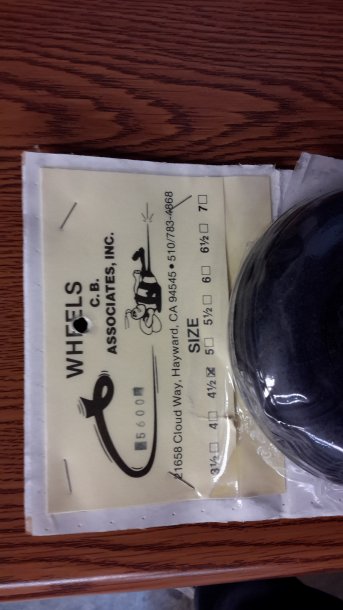 WHEELS
C.B.
ASSOCIATES, INC.
5600
21658 Cloud Way, Hayward, CA 94545 • 510/783-4868
SIZE
3½ □ 4 □ 4½ ☒ 5 □ 5½ □ 6 □ 6½ □ 7 □